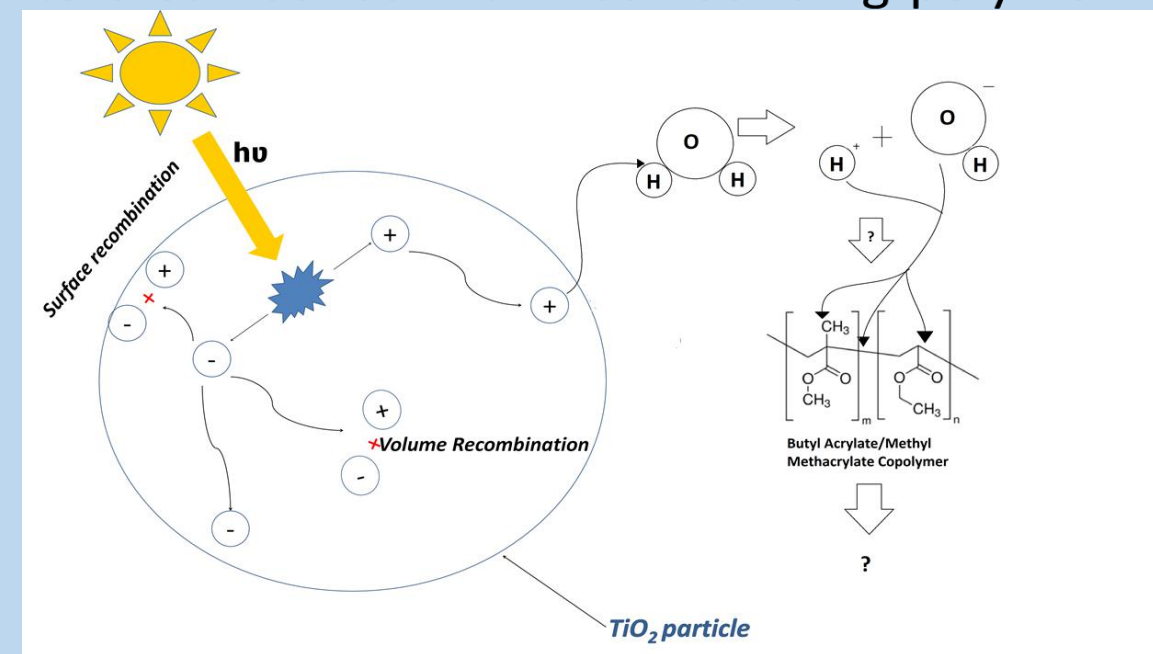 hυ
Surface recombination
+
-
-
+
+
+
-
-
Volume Recombination
TiO₂ particle
O
H
H
H
+
+
O
−
H
?
CH₃
O
O
CH₃
m
O
O
CH₃
n
Butyl Acrylate/Methyl
Methacrylate Copolymer
?